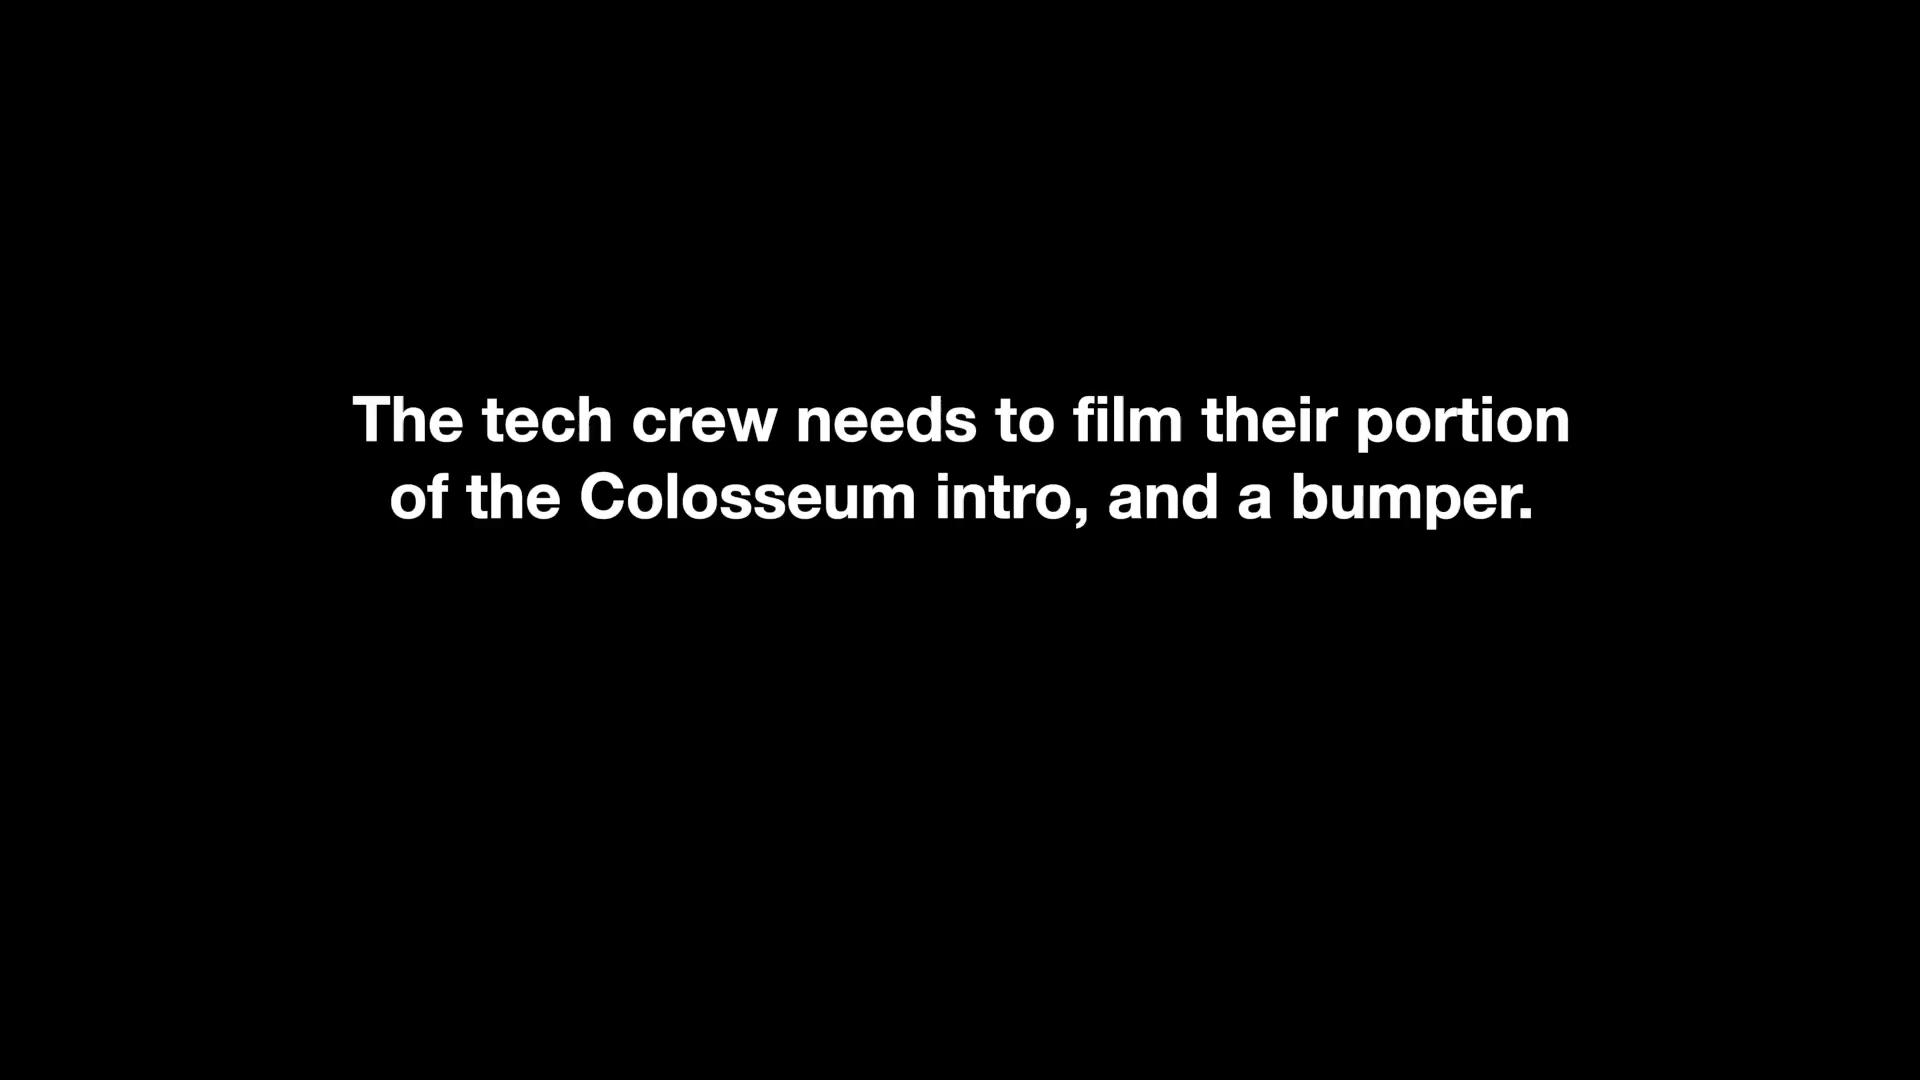 The tech crew needs to film their portion
of the Colosseum intro, and a bumper.